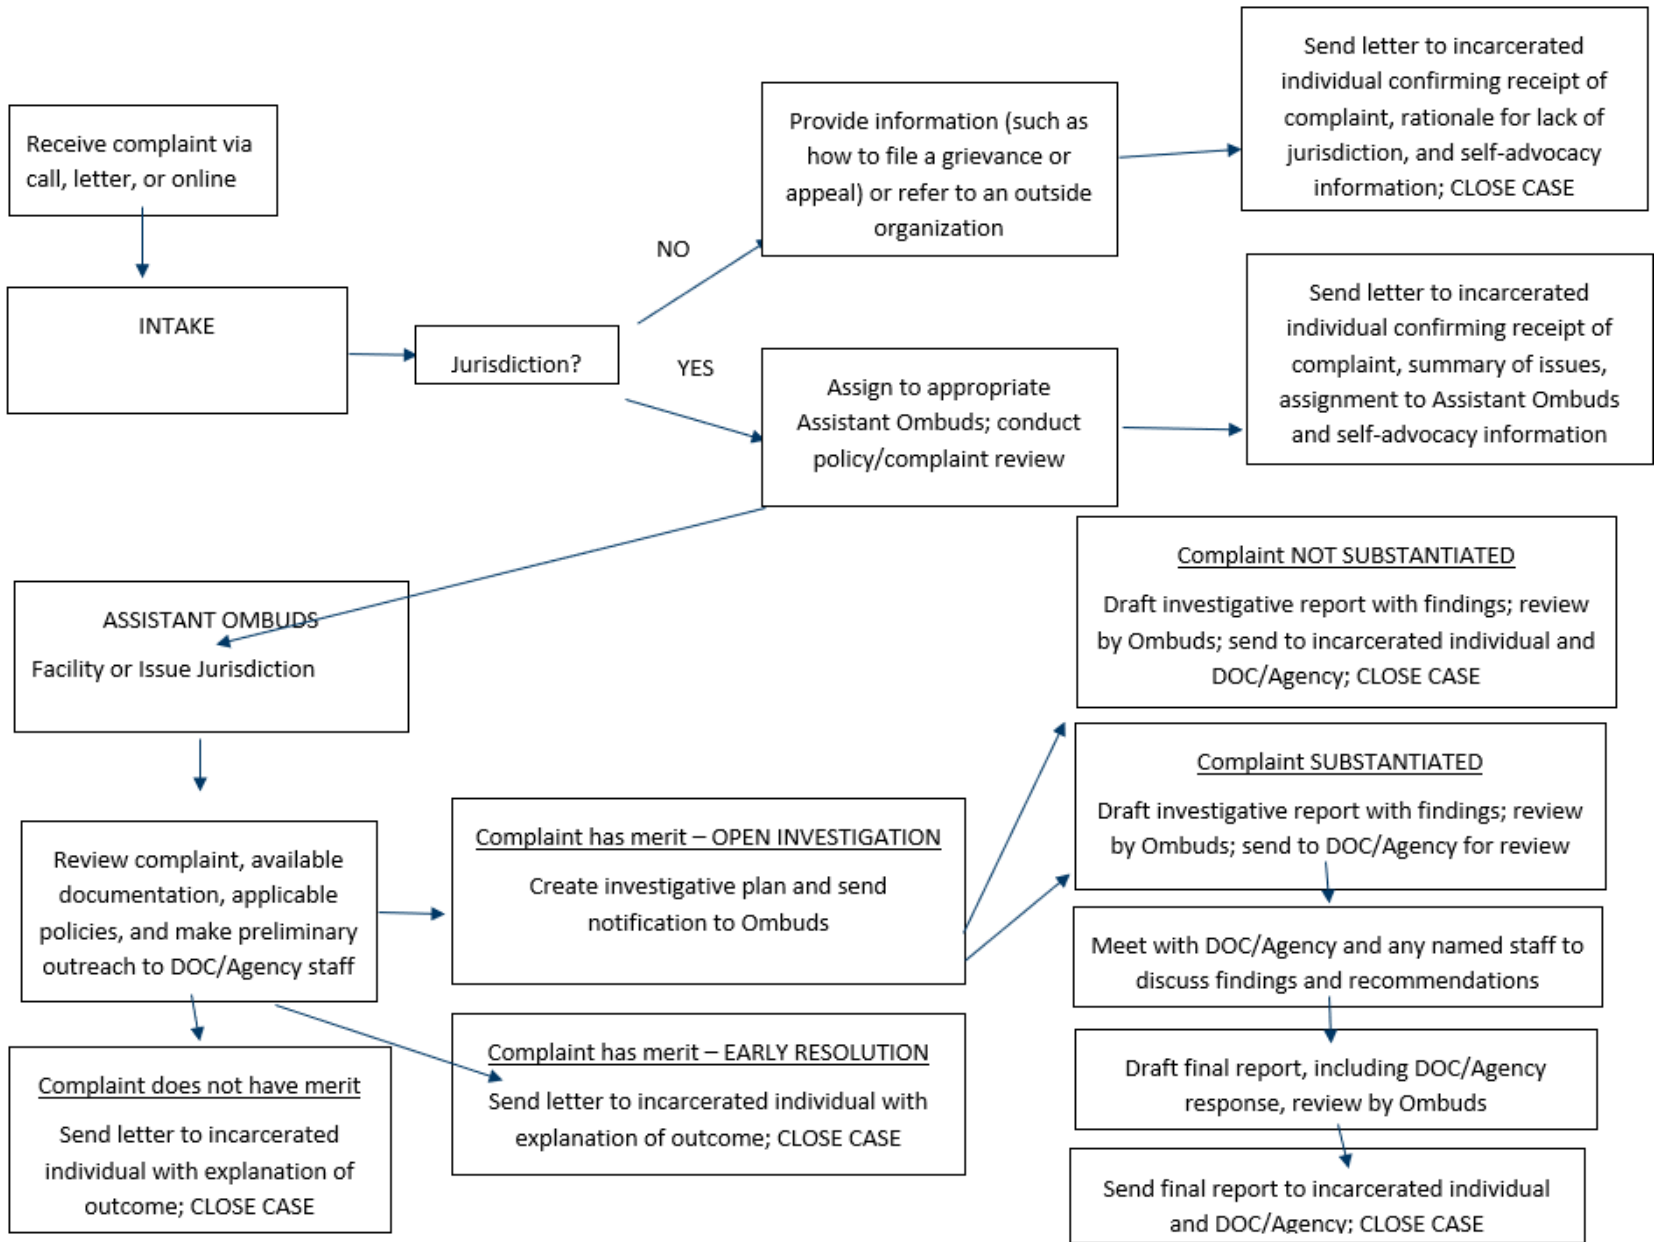 Receive complaint via
call, letter, or online
INTAKE
Jurisdiction?
NO
Provide information (such as
how to file a grievance or
appeal) or refer to an outside
organization
Send letter to incarcerated
individual confirming receipt of
complaint, rationale for lack of
jurisdiction, and self-advocacy
information; CLOSE CASE
YES
Assign to appropriate
Assistant Ombuds; conduct
policy/complaint review
Send letter to incarcerated
individual confirming receipt of
complaint, summary of issues,
assignment to Assistant Ombuds
and self-advocacy information
ASSISTANT OMBUDS
Facility or Issue Jurisdiction
Review complaint, available
documentation, applicable
policies, and make preliminary
outreach to DOC/Agency staff
Complaint does not have merit
Send letter to incarcerated
individual with explanation of
outcome; CLOSE CASE
Complaint has merit – OPEN INVESTIGATION
Create investigative plan and send
notification to Ombuds
Complaint has merit – EARLY RESOLUTION
Send letter to incarcerated individual with
explanation of outcome; CLOSE CASE
Complaint NOT SUBSTANTIATED
Draft investigative report with findings; review
by Ombuds; send to incarcerated individual and
DOC/Agency; CLOSE CASE
Complaint SUBSTANTIATED
Draft investigative report with findings; review
by Ombuds; send to DOC/Agency for review
Meet with DOC/Agency and any named staff to
discuss findings and recommendations
Draft final report, including DOC/Agency
response, review by Ombuds
Send final report to incarcerated individual
and DOC/Agency; CLOSE CASE